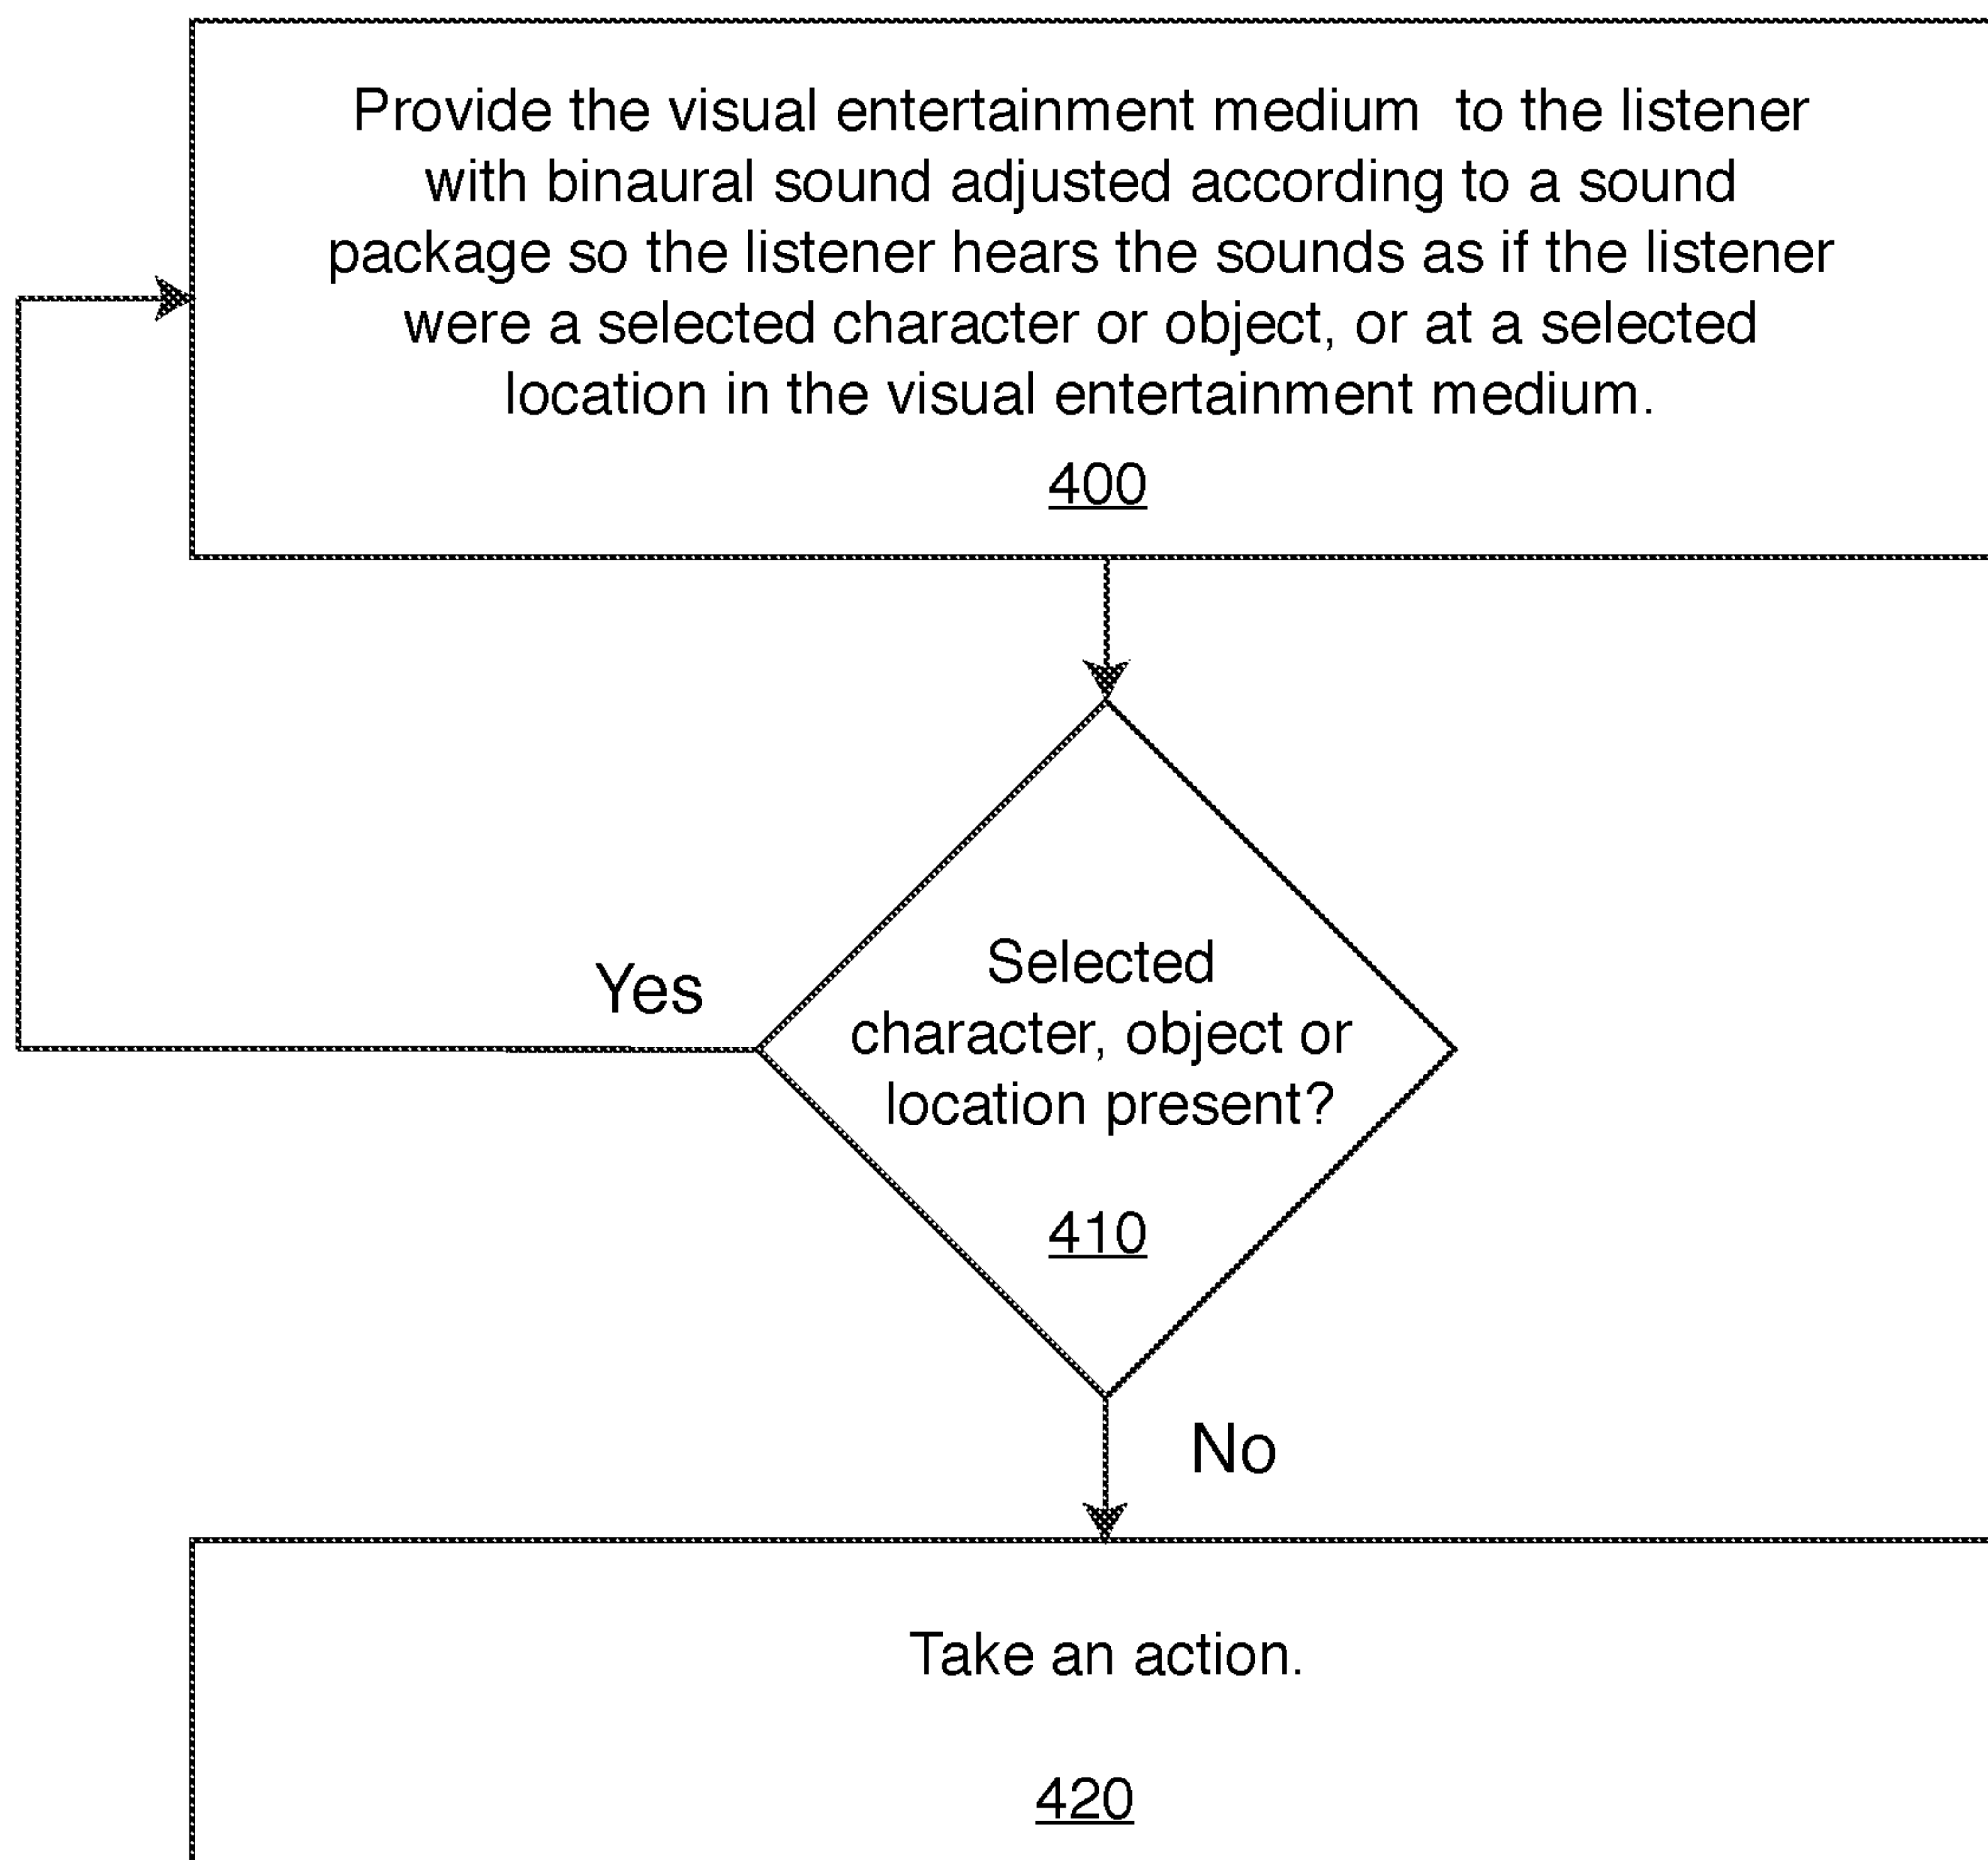 Provide the visual entertainment medium  to the listener
with binaural sound adjusted according to a sound
package so the listener hears the sounds as if the listener
were a selected character or object, or at a selected
location in the visual entertainment medium.
400
Yes
Selected
character, object or
location present?
410
No
Take an action.
420